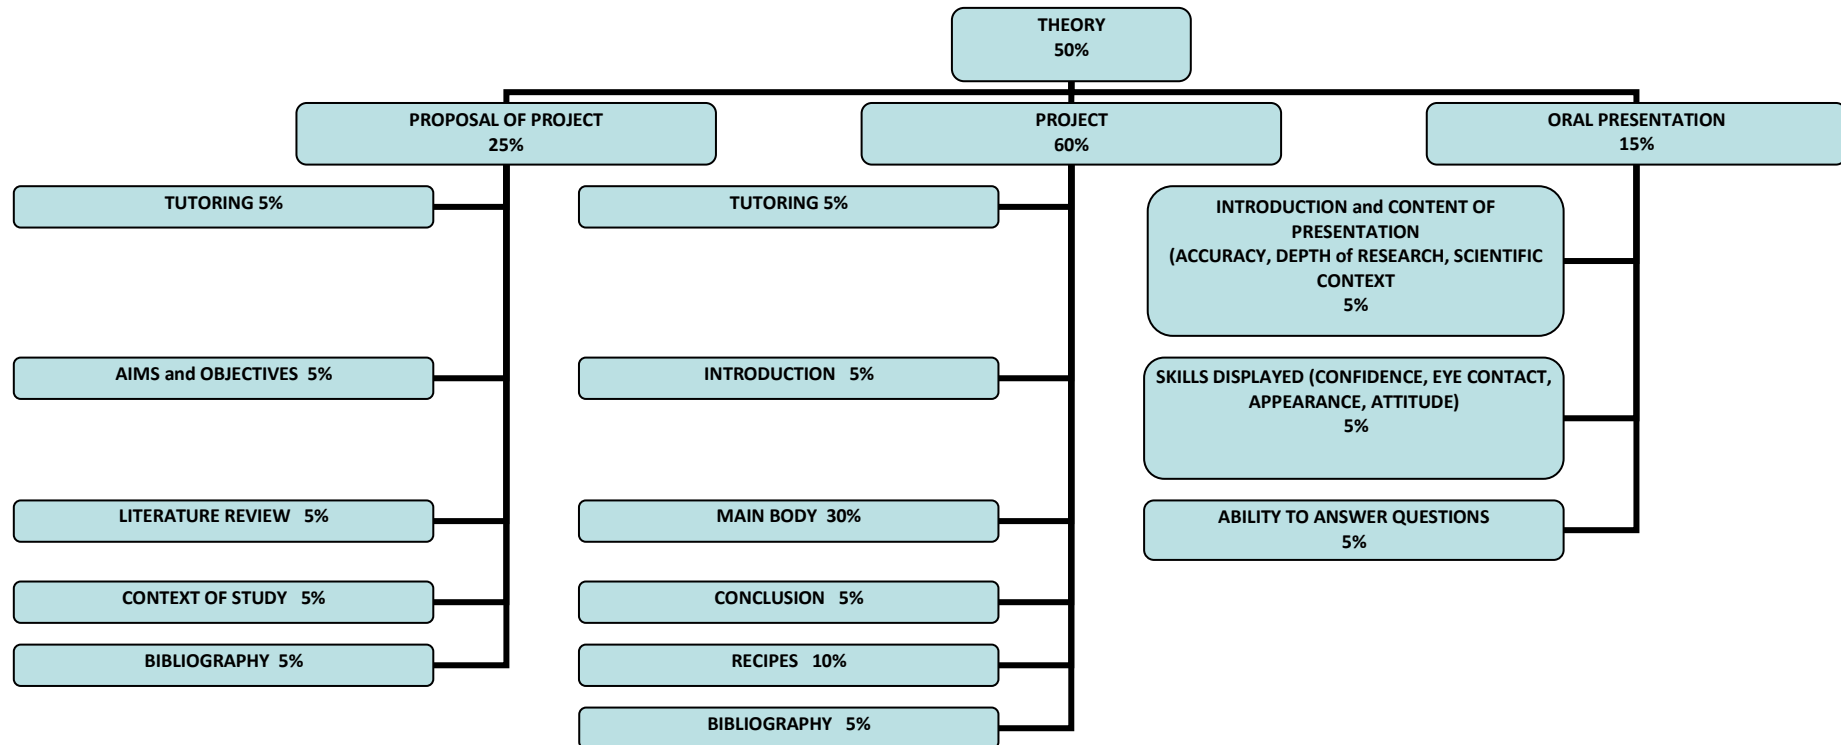 THEORY
50%
PROPOSAL OF PROJECT
25%
PROJECT
60%
ORAL PRESENTATION
15%
TUTORING 5%
AIMS and OBJECTIVES 5%
LITERATURE REVIEW 5%
CONTEXT OF STUDY 5%
BIBLIOGRAPHY 5%
TUTORING 5%
INTRODUCTION 5%
MAIN BODY 30%
CONCLUSION 5%
RECIPES 10%
BIBLIOGRAPHY 5%
INTRODUCTION and CONTENT OF
PRESENTATION
(ACCURACY, DEPTH of RESEARCH, SCIENTIFIC
CONTEXT
5%
SKILLS DISPLAYED (CONFIDENCE, EYE CONTACT,
APPEARANCE, ATTITUDE)
5%
ABILITY TO ANSWER QUESTIONS
5%